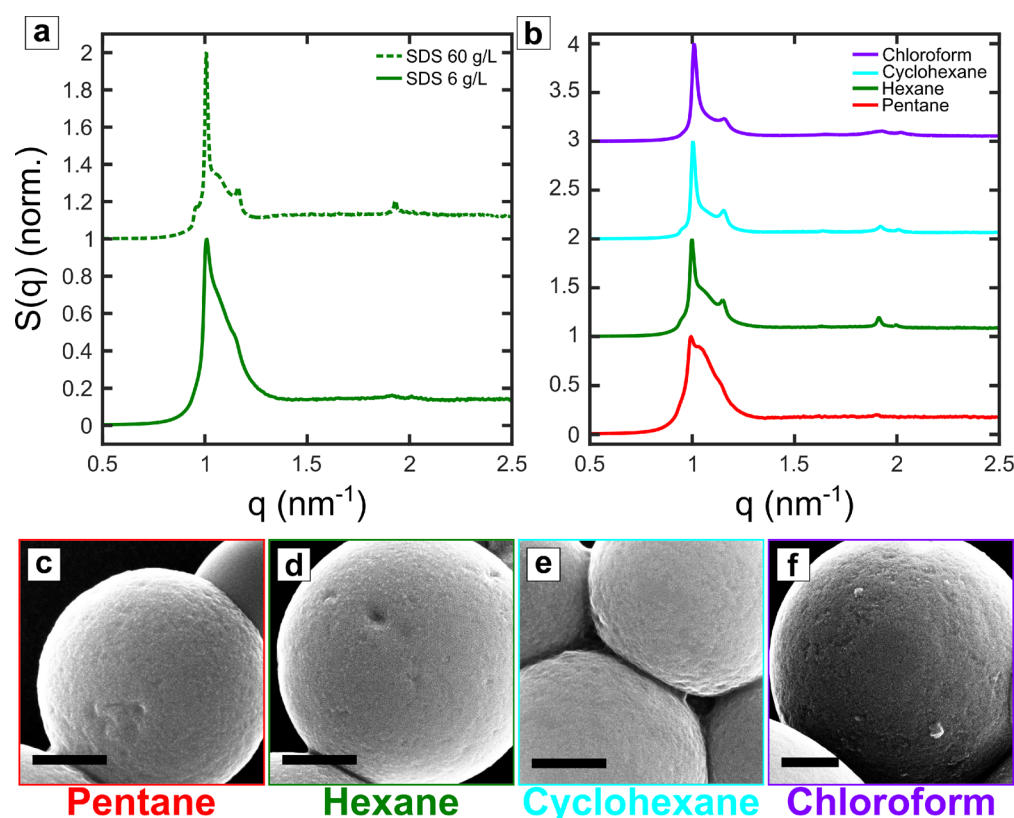 a
S(q) (norm.)
2
1.8
1.6
1.4
1.2
1
0.8
0.6
0.4
0.2
0
SDS 60 g/L
SDS 6 g/L
0.5 1 1.5 2 2.5
q (nm⁻¹)
b
4
3.5
3
2.5
2
1.5
1
0.5
0
Chloroform
Cyclohexane
Hexane
Pentane
0.5 1 1.5 2 2.5
q (nm⁻¹)
c
d
e
f
Pentane
Hexane
Cyclohexane
Chloroform